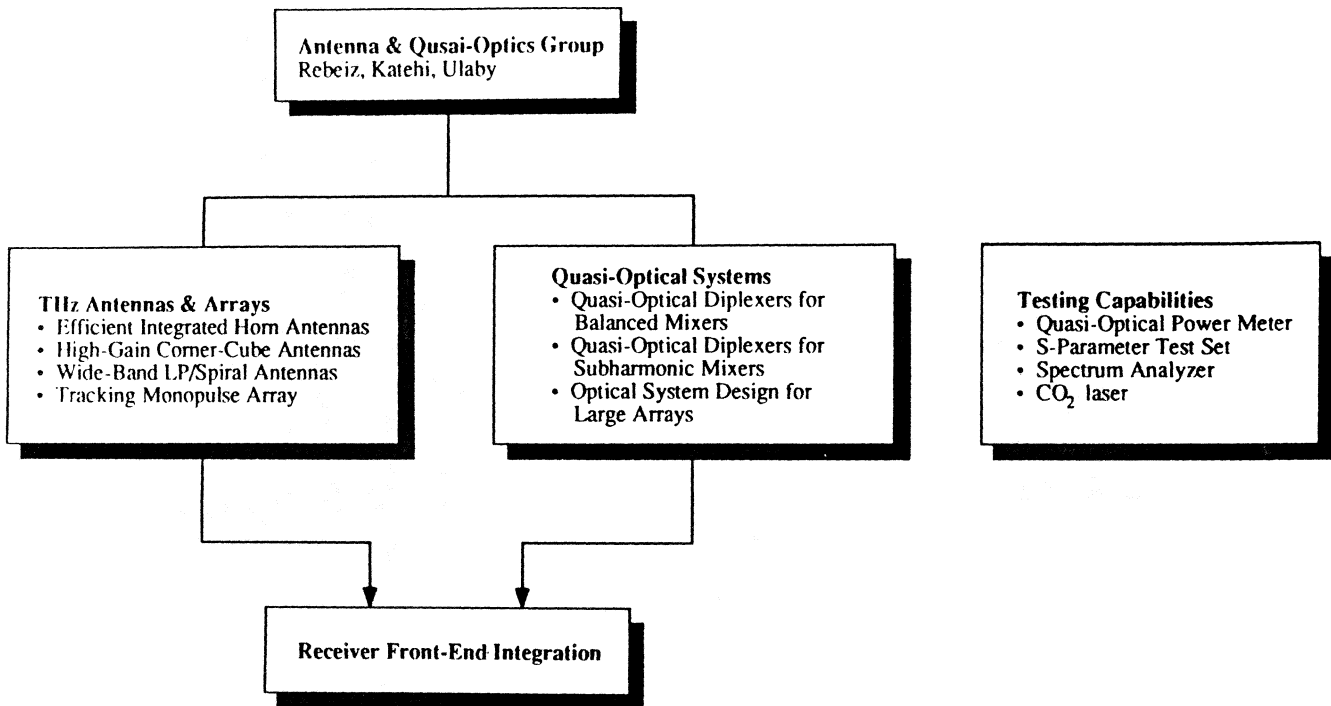 Antenna & Qusai-Optics Group
Rebeiz, Katehi, Ulaby
THz Antennas & Arrays
• Efficient Integrated Horn Antennas
• High-Gain Corner-Cube Antennas
• Wide-Band LP/Spiral Antennas
• Tracking Monopulse Array
Quasi-Optical Systems
• Quasi-Optical Diplexers for
Balanced Mixers
• Quasi-Optical Diplexers for
Subharmonic Mixers
• Optical System Design for
Large Arrays
Testing Capabilities
• Quasi-Optical Power Meter
• S-Parameter Test Set
• Spectrum Analyzer
• CO₂ laser
Receiver Front-End Integration